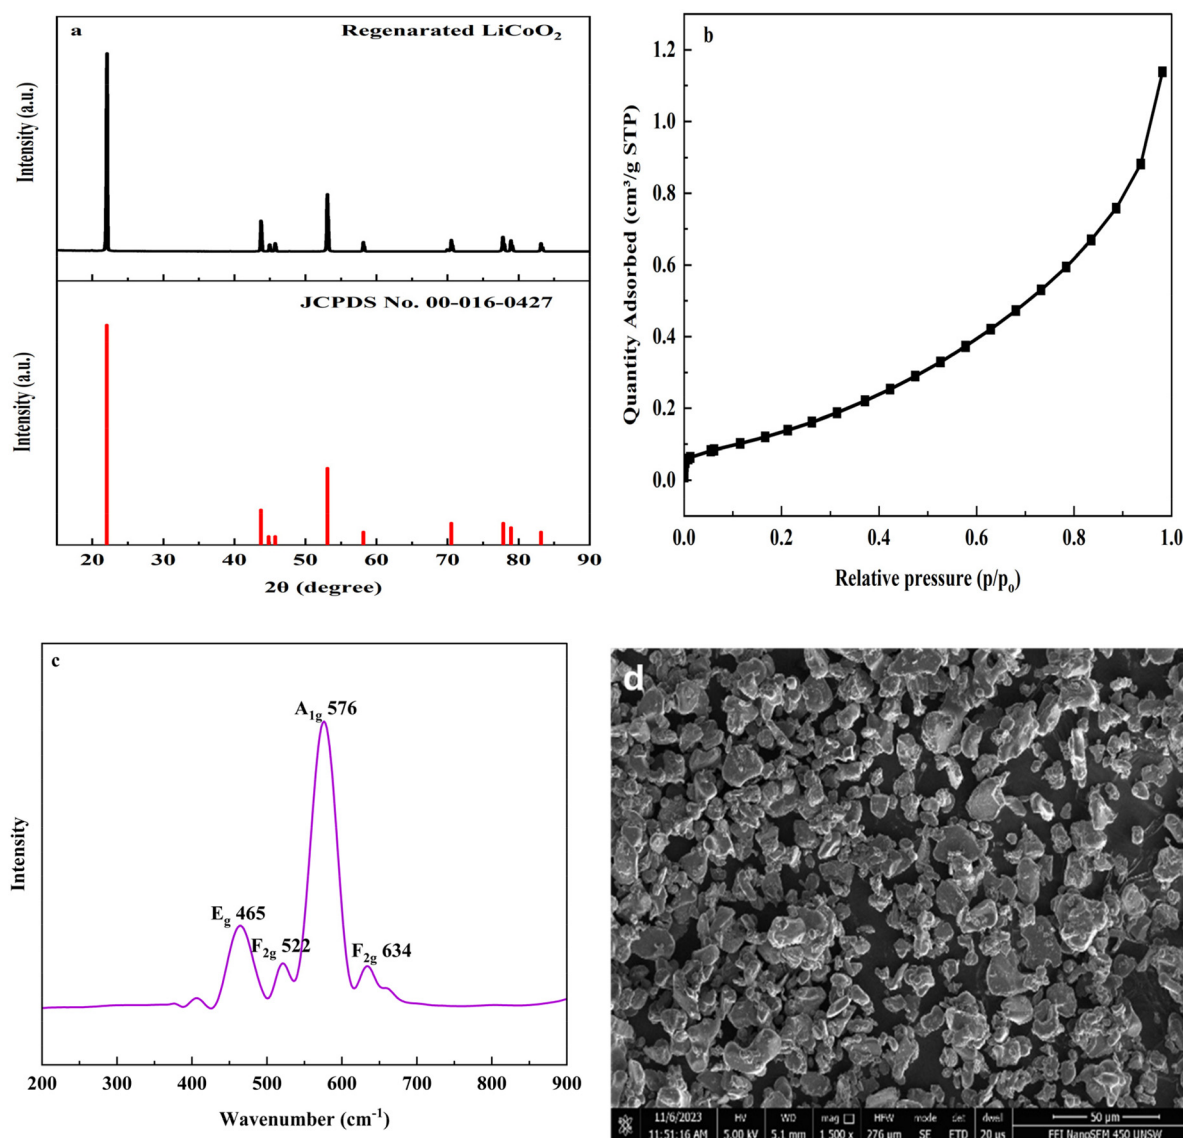 a
Regenarated LiCoO₂
Intensity (a.u.)
JCPDS No. 00-016-0427
Intensity (a.u.)
20 30 40 50 60 70 80 90
2θ (degree)
b
1.2
1.0
0.8
0.6
0.4
0.2
0.0
Quantity Adsorbed (cm³/g STP)
0.0 0.2 0.4 0.6 0.8 1.0
Relative pressure (p/p₀)
c
A₁g 576
Eg 465
F₂g 522
F₂g 634
Intensity
200 300 400 500 600 700 800 900
Wavenumber (cm⁻¹)
d
11/6/2023 HV WD mag □ HFW mode det dwell 50 µm
11:51:16 AM 5.00 kV 5.1 mm 1 500 x 276 µm SE ETD 20 µs FEI NanoSEM 450 UNSW